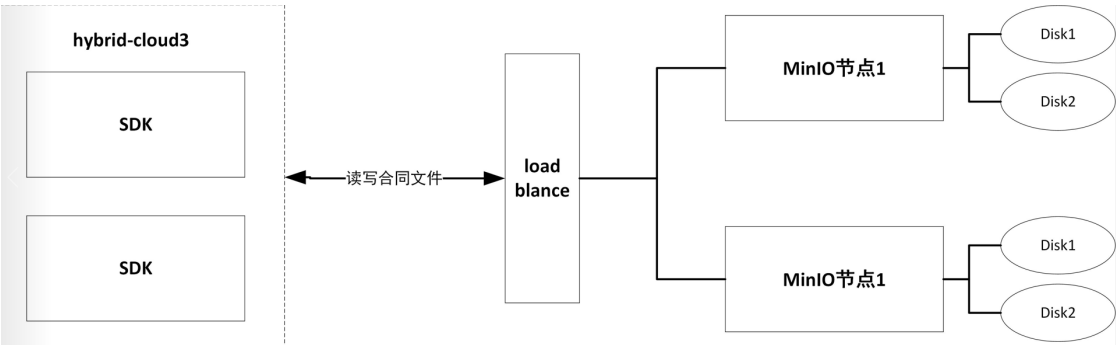 hybrid-cloud3
SDK
SDK
读写合同文件
load
blance
MinIO节点1
Disk1
Disk2
MinIO节点1
Disk1
Disk2